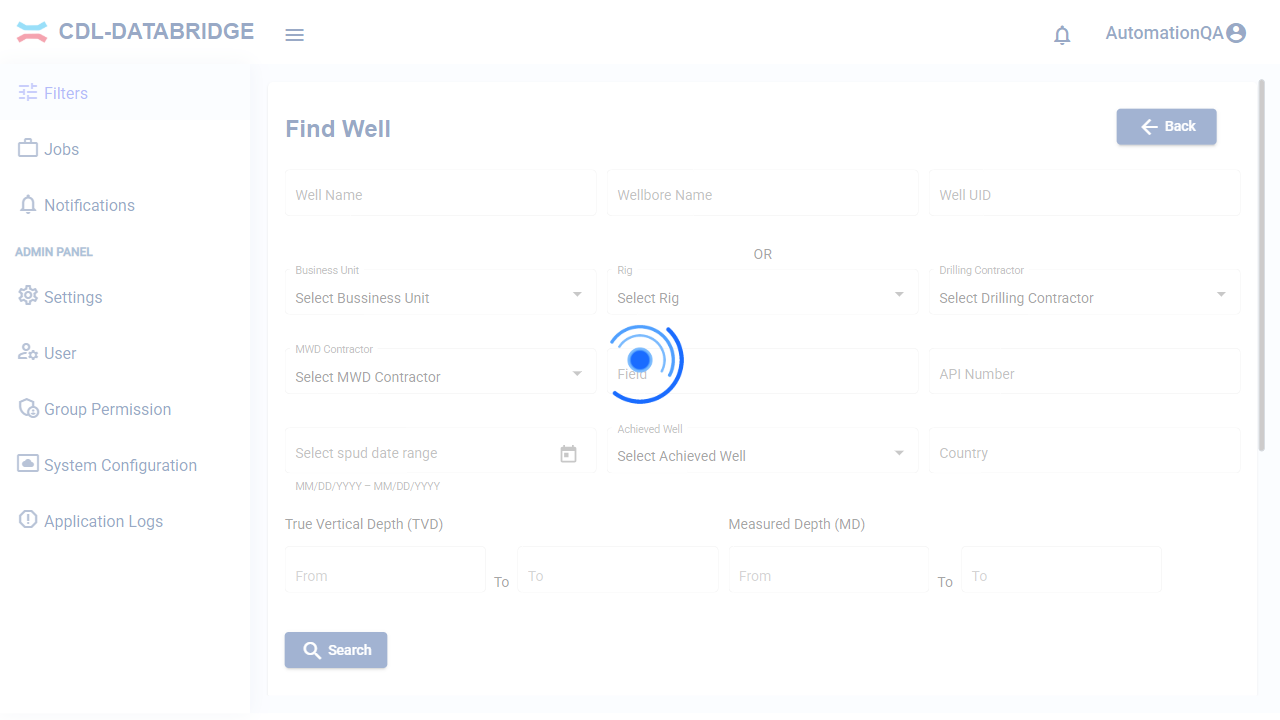 CDL-DATABRIDGE
AutomationQA
Filters
Jobs
Notifications
ADMIN PANEL
Settings
User
Group Permission
System Configuration
Application Logs
Find Well
Back
Well Name
Wellbore Name
Well UID
OR
Business Unit
Rig
Drilling Contractor
Select Bussiness Unit
Select Rig
Select Drilling Contractor
MWD Contractor
Select MWD Contractor
Field
API Number
Select spud date range
Achieved Well
Select Achieved Well
Country
MM/DD/YYYY – MM/DD/YYYY
True Vertical Depth (TVD)
Measured Depth (MD)
From
To
To
From
To
To
Search